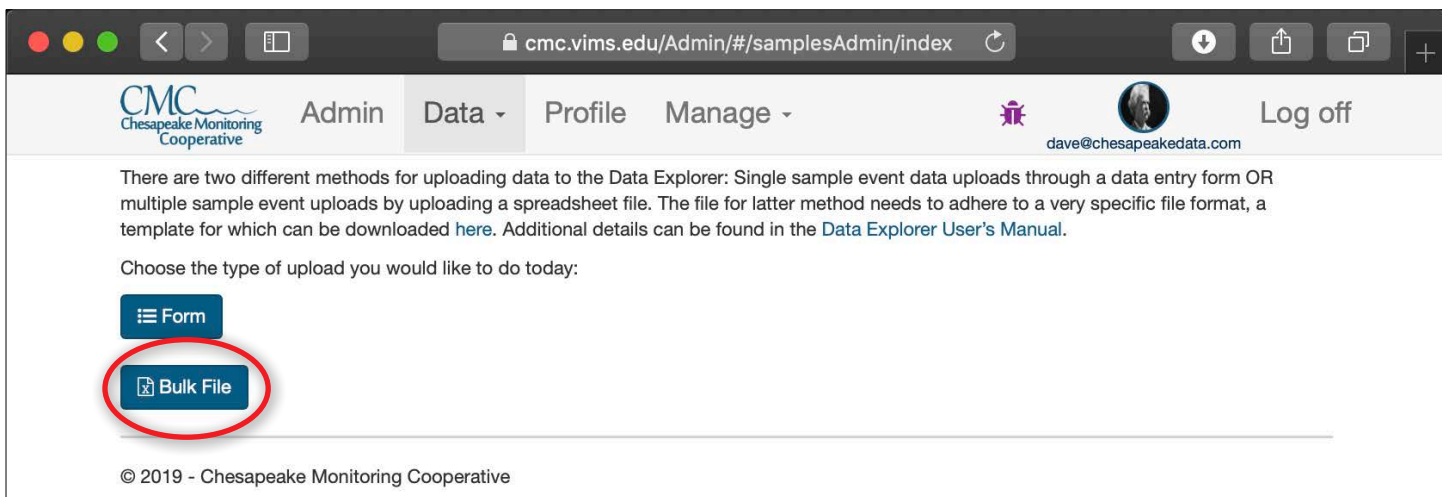 cmc.vims.edu/Admin/#/samplesAdmin/index
CMC
Chesapeake Monitoring
Cooperative
Admin
Data
Profile
Manage
dave@chesapeakedata.com
Log off
There are two different methods for uploading data to the Data Explorer: Single sample event data uploads through a data entry form OR
multiple sample event uploads by uploading a spreadsheet file. The file for latter method needs to adhere to a very specific file format, a
template for which can be downloaded here. Additional details can be found in the Data Explorer User's Manual.
Choose the type of upload you would like to do today:
Form
Bulk File
© 2019 - Chesapeake Monitoring Cooperative